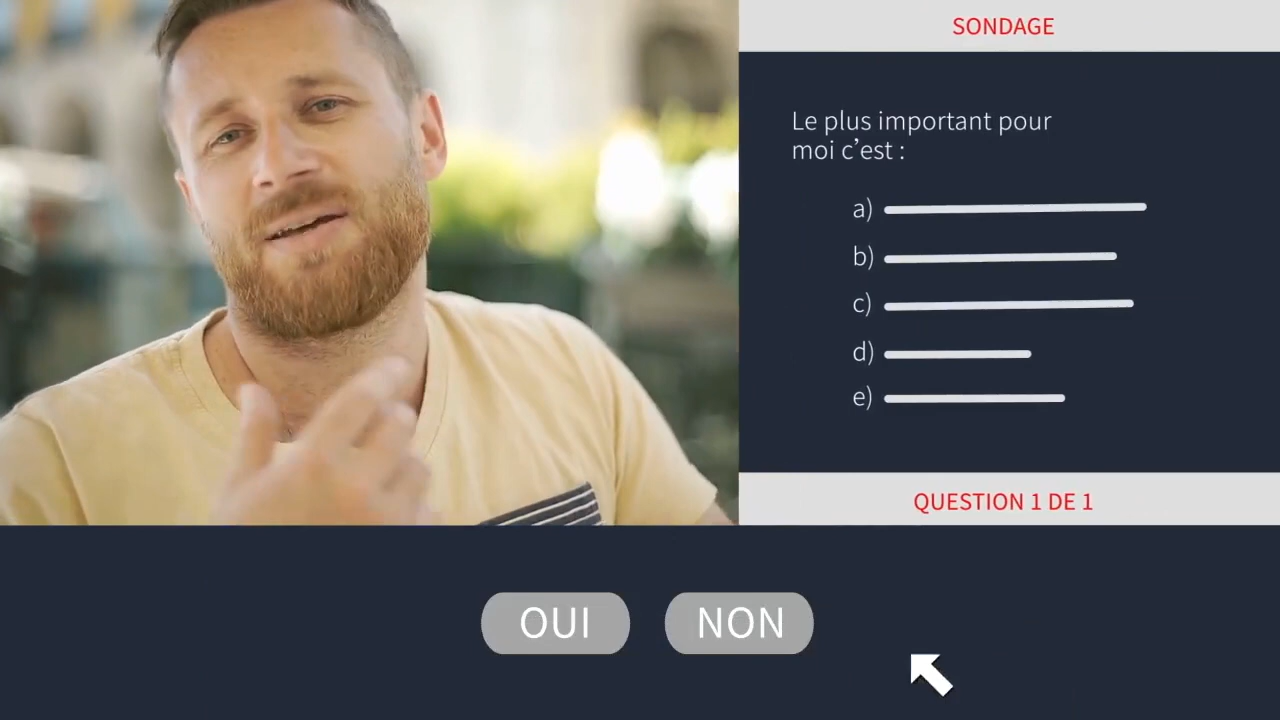 SONDAGE
Le plus important pour
moi c’est :
a)
b)
c)
d)
e)
QUESTION 1 DE 1
OUI
NON